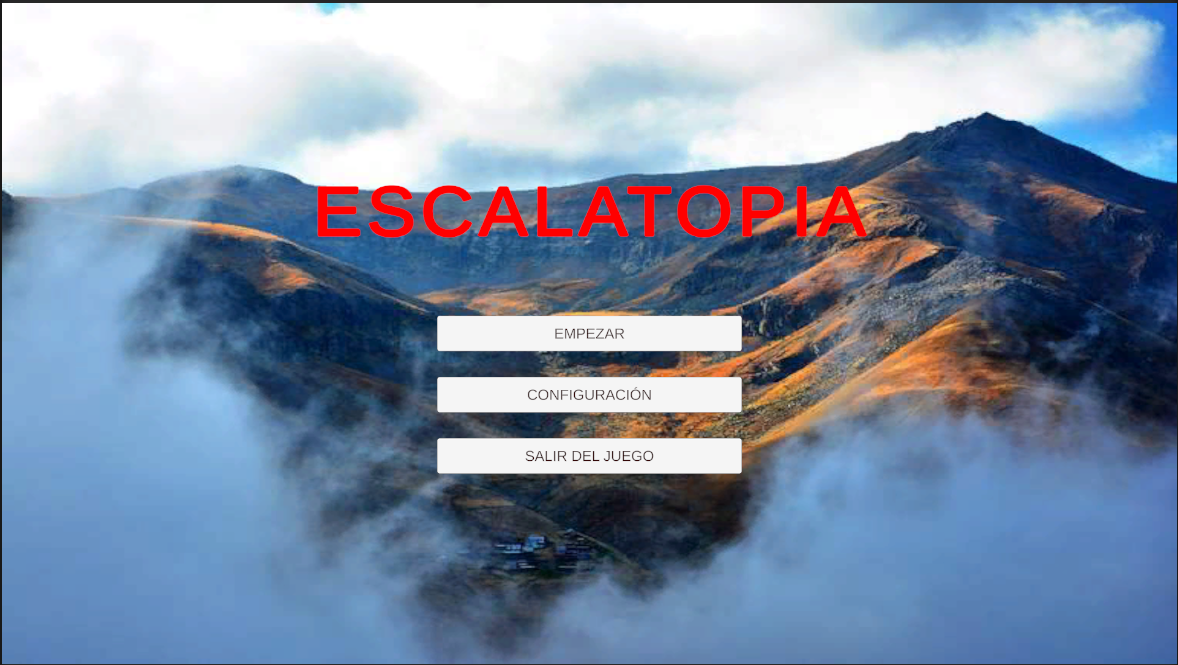 ESCALATOPIA
EMPEZAR
CONFIGURACIÓN
SALIR DEL JUEGO